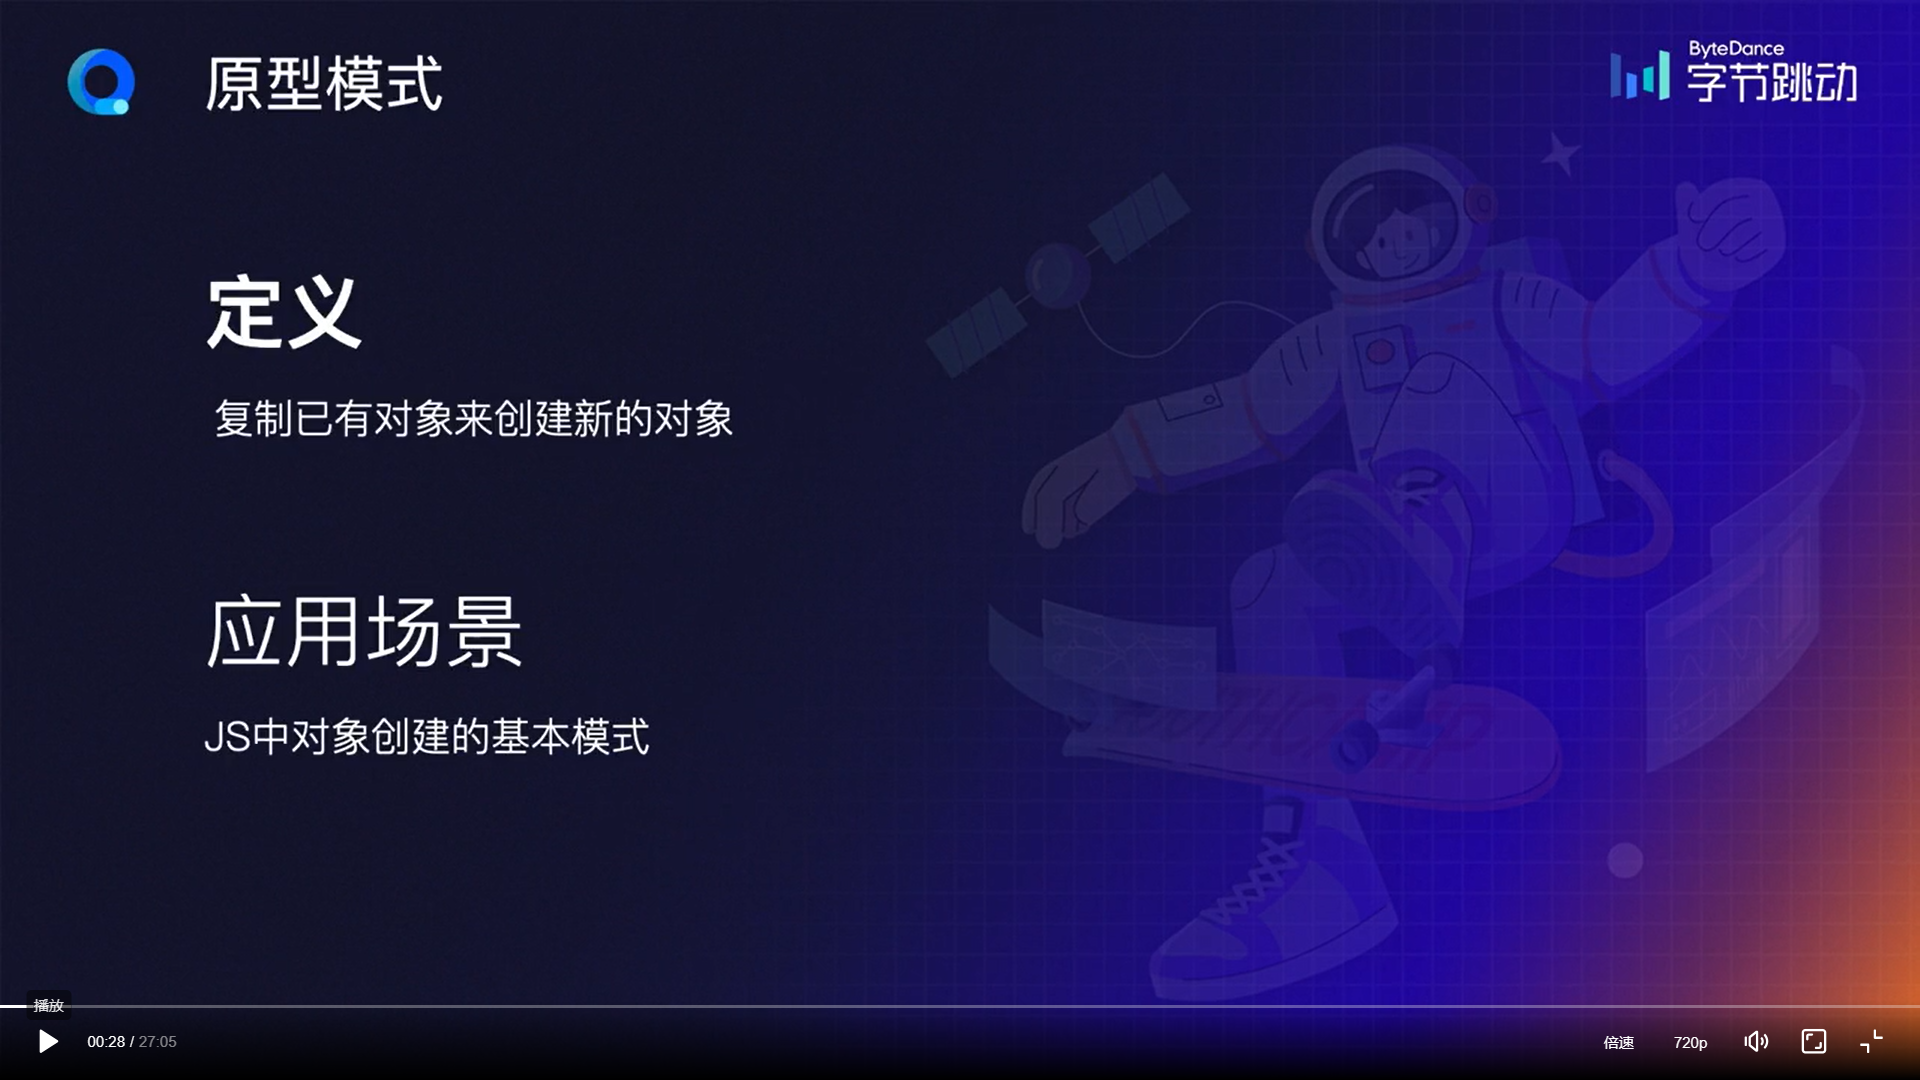 原型模式
ByteDance
字节跳动
定义
复制已有对象来创建新的对象
应用场景
JS中对象创建的基本模式
播放
00:28 / 27:05
倍速
720p